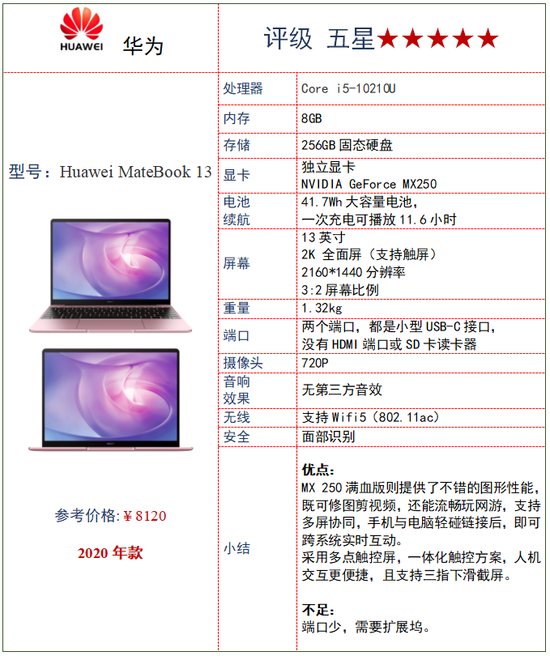 HUAWEI
华为
评级 五星★★★★★
型号：Huawei MateBook 13
参考价格:￥8120
2020 年款
处理器
Core i5-10210U
内存
8GB
存储
256GB 固态硬盘
显卡
独立显卡
NVIDIA GeForce MX250
电池
续航
41.7Wh 大容量电池，
一次充电可播放 11.6 小时
屏幕
13 英寸
2K 全面屏（支持触屏）
2160*1440 分辨率
3:2 屏幕比例
重量
1.32kg
端口
两个端口，都是小型 USB-C 接口，
没有 HDMI 端口或 SD 卡读卡器
摄像头
720P
音响
效果
无第三方音效
无线
支持 Wifi5（802.11ac）
安全
面部识别
小结
优点：
MX 250 满血版则提供了不错的图形性能，
既可修图剪视频，还能流畅玩网游，支持
多屏协同，手机与电脑轻碰链接后，即可
跨系统实时互动。
采用多点触控屏，一体化触控方案，人机
交互更便捷，且支持三指下滑截屏。
不足：
端口少，需要扩展坞。